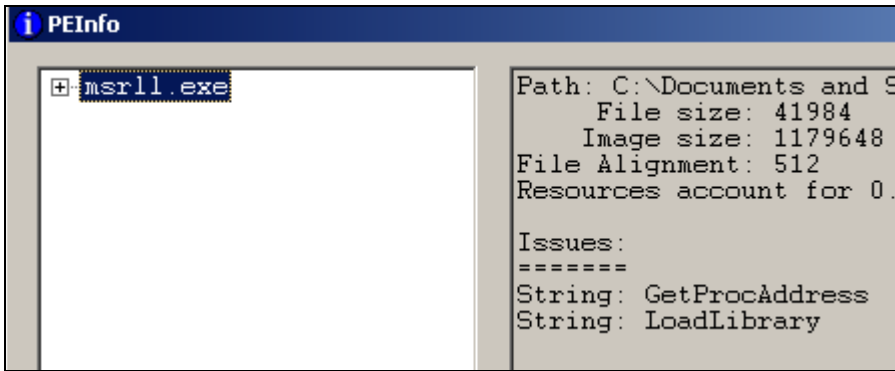 PEInfo
msrll.exe
Path: C:\Documents and
File size: 41984
Image size: 1179648
File Alignment: 512
Resources account for 0.
Issues:
=======
String: GetProcAddress
String: LoadLibrary